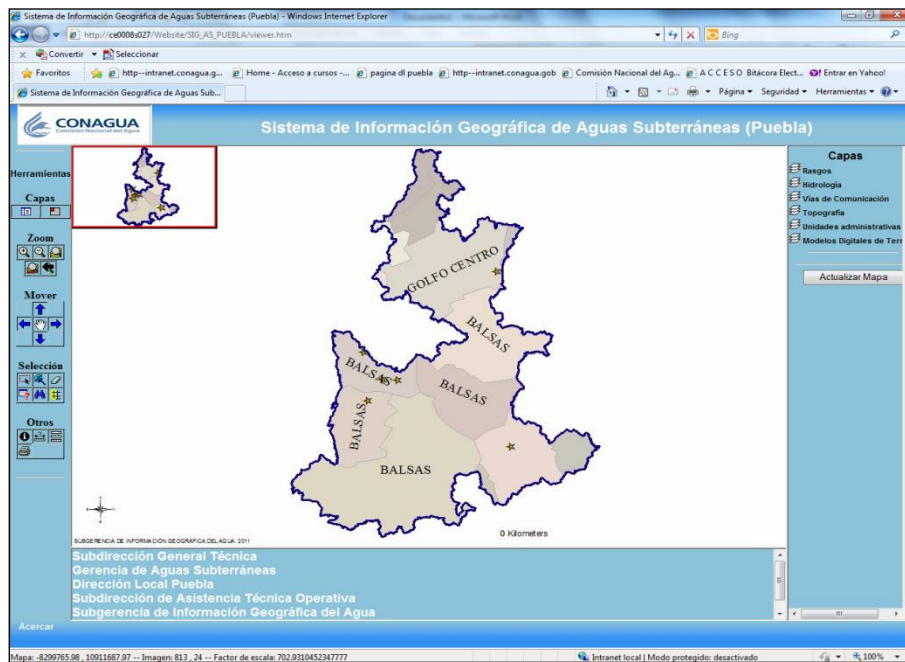 Sistema de Información Geográfica de Aguas Subterráneas (Puebla) - Windows Internet Explorer
http://ce0008s027/Website/SIG_AS_PUEBLA/viewer.htm
Bing
x Convertir Seleccionar
Favoritos http--intranet.conagua.g... Home - Acceso a cursos -... pagina dl puebla http--intranet.conagua.gob Comisión Nacional del Ag... A C C E S O Bitácora Elect... Entrar en Yahoo!
Sistema de Información Geográfica de Aguas Sub... Página Seguridad Herramientas
CONAGUA
Comisión Nacional del Agua
Sistema de Información Geográfica de Aguas Subterráneas (Puebla)
Herramientas
Capas
Zoom
Mover
Selección
Otros
GOLFO CENTRO
BALSAS
BALSAS
BALSAS
BALSAS
BALSAS
0 Kilometers
SUBGERENCIA DE INFORMACIÓN GEOGRÁFICA DEL AGUA 2011
Capas
Rasgos
Hidrología
Vias de Comunicación
Topografía
Unidades administrativas
Modelos Digitales de Terr
Actualizar Mapa
Subdirección General Técnica
Gerencia de Aguas Subterráneas
Dirección Local Puebla
Subdirección de Asistencia Técnica Operativa
Subgerencia de Información Geográfica del Agua
Acercar
Mapa: -8299765.98 , 10911687.97 -- Imagen: 813 , 24 -- Factor de escala: 702.9310452347777
Intranet local | Modo protegido: desactivado
100%